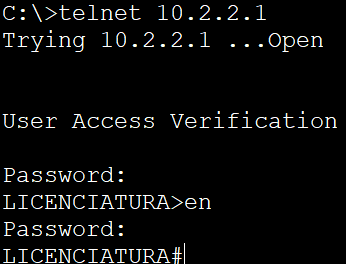 C:\>telnet 10.2.2.1
Trying 10.2.2.1 ...Open
User Access Verification
Password:
LICENCIATURA>en
Password:
LICENCIATURA#